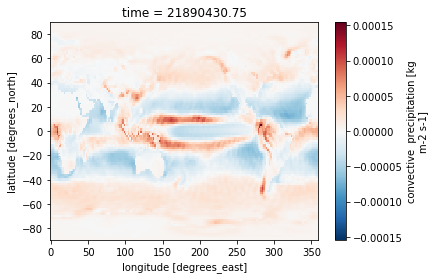 time = 21890430.75
80
60
40
20
0
−20
−40
−60
−80
latitude [degrees_north]
0 50 100 150 200 250 300 350
longitude [degrees_east]
0.00015
0.00010
0.00005
0.00000
−0.00005
−0.00010
−0.00015
convective precipitation [kg
m-2 s-1]